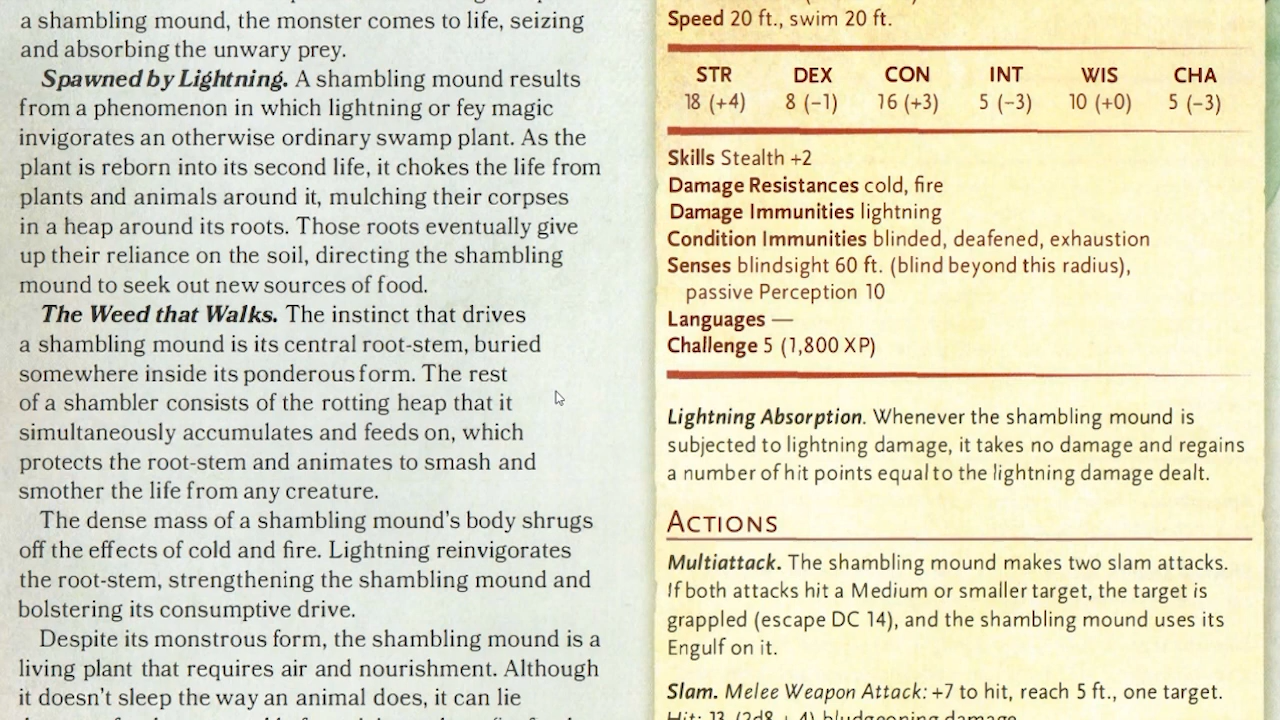 a shambling mound, the monster comes to life, seizing
and absorbing the unwary prey.
Spawned by Lightning. A shambling mound results
from a phenomenon in which lightning or fey magic
invigorates an otherwise ordinary swamp plant. As the
plant is reborn into its second life, it chokes the life from
plants and animals around it, mulching their corpses
in a heap around its roots. Those roots eventually give
up their reliance on the soil, directing the shambling
mound to seek out new sources of food.
The Weed that Walks. The instinct that drives
a shambling mound is its central root-stem, buried
somewhere inside its ponderous form. The rest
of a shambler consists of the rotting heap that it
simultaneously accumulates and feeds on, which
protects the root-stem and animates to smash and
smother the life from any creature.
The dense mass of a shambling mound's body shrugs
off the effects of cold and fire. Lightning reinvigorates
the root-stem, strengthening the shambling mound and
bolstering its consumptive drive.
Despite its monstrous form, the shambling mound is a
living plant that requires air and nourishment. Although
it doesn't sleep the way an animal does, it can lie
Speed 20 ft., swim 20 ft.
STR DEX CON INT WIS CHA
18 (+4) 8 (−1) 16 (+3) 5 (−3) 10 (+0) 5 (−3)
Skills Stealth +2
Damage Resistances cold, fire
Damage Immunities lightning
Condition Immunities blinded, deafened, exhaustion
Senses blindsight 60 ft. (blind beyond this radius),
passive Perception 10
Languages —
Challenge 5 (1,800 XP)
Lightning Absorption. Whenever the shambling mound is
subjected to lightning damage, it takes no damage and regains
a number of hit points equal to the lightning damage dealt.
ACTIONS
Multiattack. The shambling mound makes two slam attacks.
If both attacks hit a Medium or smaller target, the target is
grappled (escape DC 14), and the shambling mound uses its
Engulf on it.
Slam. Melee Weapon Attack: +7 to hit, reach 5 ft., one target.
Hit: 13 (2d8 + 4) bludgeoning damage.